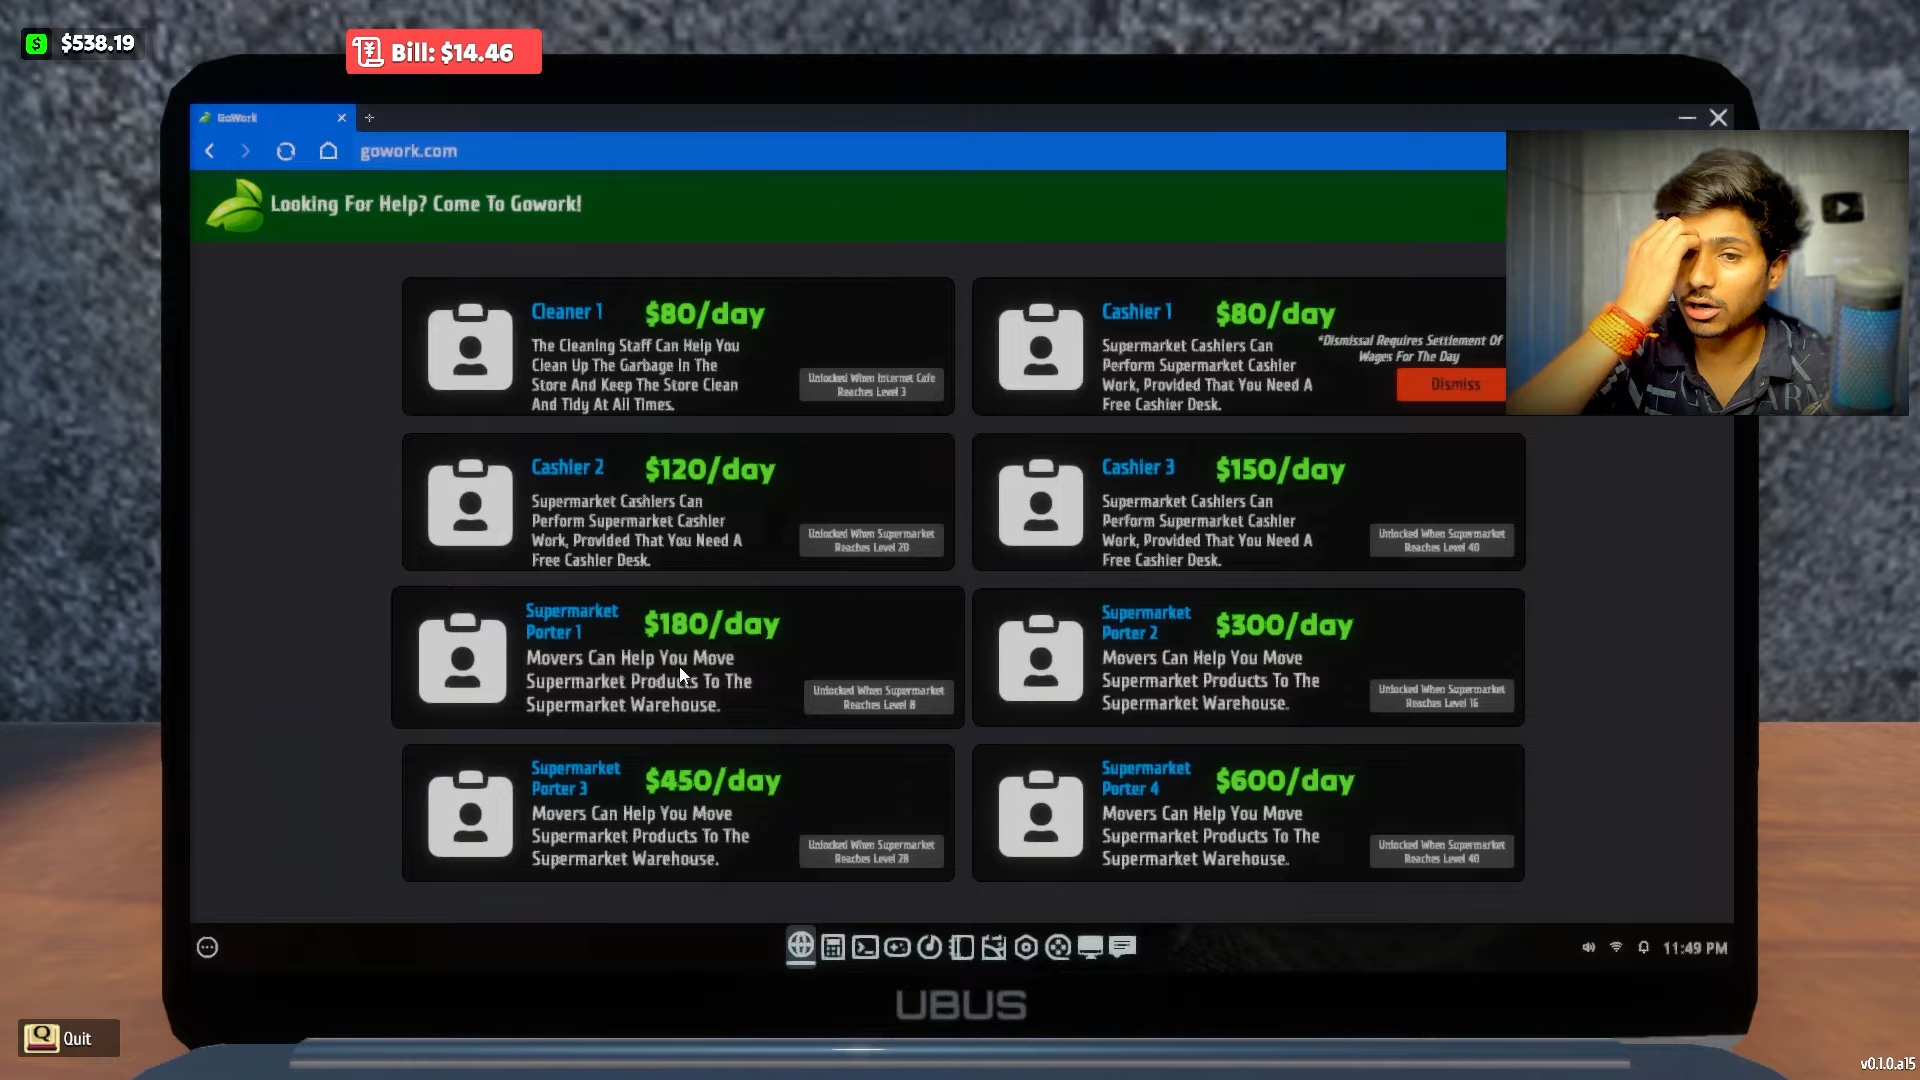 $538.19
Bill: $14.46
GoWork
gowork.com
Looking For Help? Come To Gowork!
Cleaner 1 $80/day
The Cleaning Staff Can Help You
Clean Up The Garbage In The
Store And Keep The Store Clean
And Tidy At All Times.
Unlocked When Internet Cafe
Reaches Level 3
Cashier 1 $80/day
Supermarket Cashiers Can
Perform Supermarket Cashier
Work, Provided That You Need A
Free Cashier Desk.
*Dismissal Requires Settlement Of
Wages For The Day
Dismiss
Cashier 2 $120/day
Supermarket Cashiers Can
Perform Supermarket Cashier
Work, Provided That You Need A
Free Cashier Desk.
Unlocked When Supermarket
Reaches Level 20
Cashier 3 $150/day
Supermarket Cashiers Can
Perform Supermarket Cashier
Work, Provided That You Need A
Free Cashier Desk.
Unlocked When Supermarket
Reaches Level 40
Supermarket
Porter 1 $180/day
Movers Can Help You Move
Supermarket Products To The
Supermarket Warehouse.
Unlocked When Supermarket
Reaches Level 8
Supermarket
Porter 2 $300/day
Movers Can Help You Move
Supermarket Products To The
Supermarket Warehouse.
Unlocked When Supermarket
Reaches Level 16
Supermarket
Porter 3 $450/day
Movers Can Help You Move
Supermarket Products To The
Supermarket Warehouse.
Unlocked When Supermarket
Reaches Level 28
Supermarket
Porter 4 $600/day
Movers Can Help You Move
Supermarket Products To The
Supermarket Warehouse.
Unlocked When Supermarket
Reaches Level 40
11:49 PM
UBUS
Q Quit
v0.1.0.a15